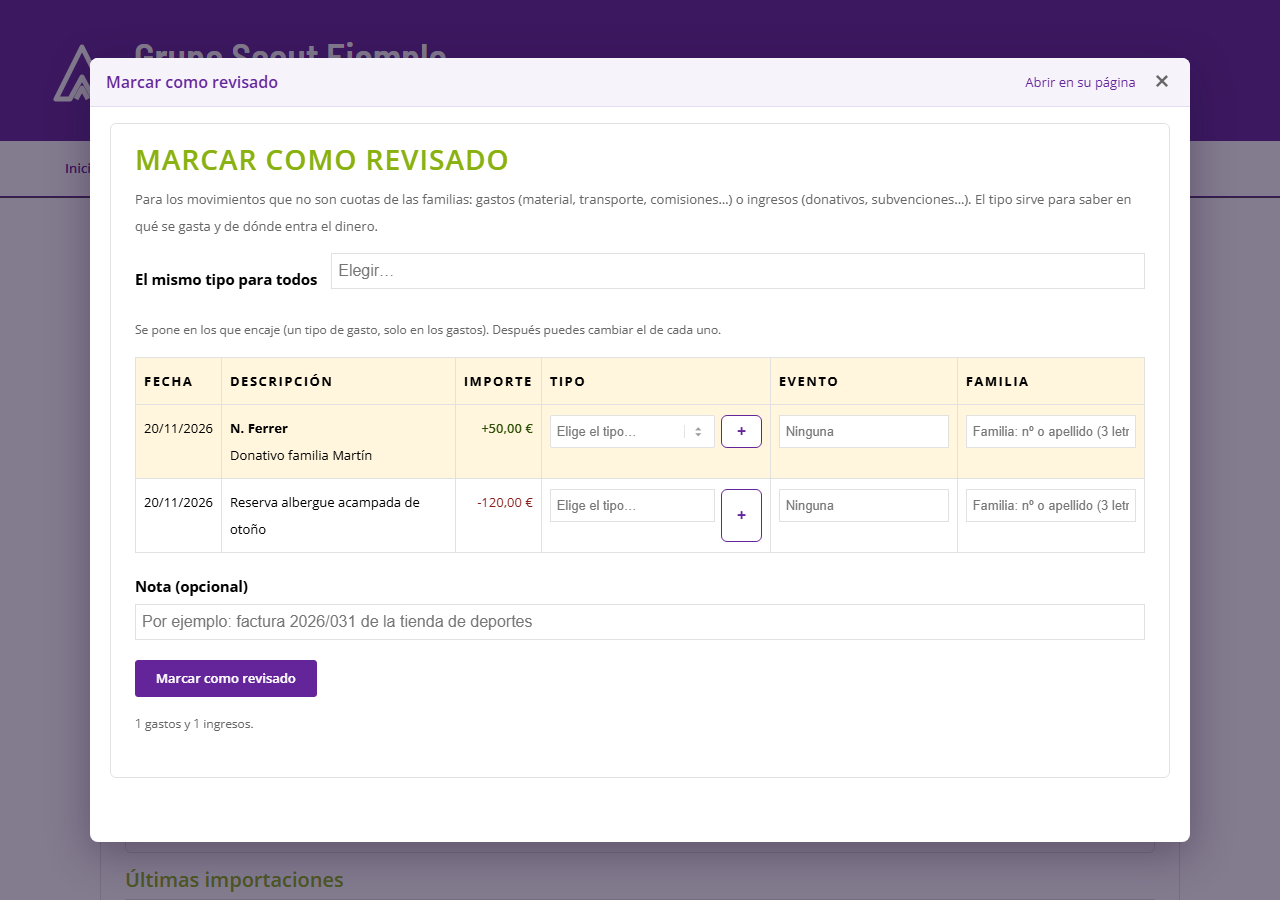 Grupo Scout Ejemplo
Marcar como revisado
Abrir en su página
×
Inici
MARCAR COMO REVISADO
Para los movimientos que no son cuotas de las familias: gastos (material, transporte, comisiones...) o ingresos (donativos, subvenciones...). El tipo sirve para saber en
qué se gasta y de dónde entra el dinero.
El mismo tipo para todos
Elegir...
Se pone en los que encaje (un tipo de gasto, solo en los gastos). Después puedes cambiar el de cada uno.
FECHA DESCRIPCIÓN IMPORTE TIPO EVENTO FAMILIA
20/11/2026 N. Ferrer +50,00 € Elige el tipo... + Ninguna Familia: nº o apellido (3 letr
Donativo familia Martín
20/11/2026 Reserva albergue acampada de -120,00 € Elige el tipo... + Ninguna Familia: nº o apellido (3 letr
otoño
Nota (opcional)
Por ejemplo: factura 2026/031 de la tienda de deportes
Marcar como revisado
1 gastos y 1 ingresos.
Últimas importaciones